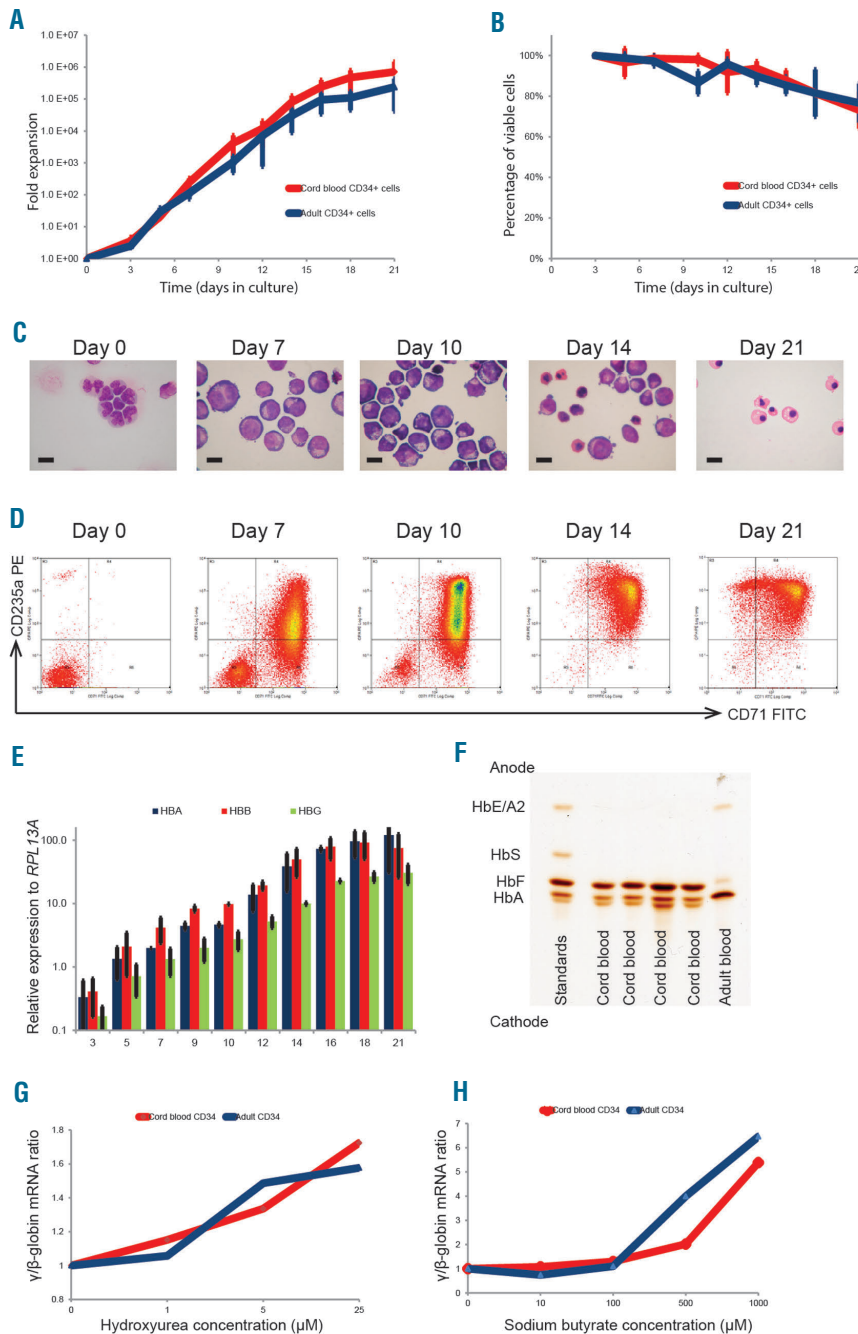 A
1.0 E+07
1.0 E+06
1.0 E+05
1.0 E+04
1.0 E+03
1.0 E+02
1.0 E+01
1.0 E+00
Fold expansion
Cord blood CD34+ cells
Adult CD34+ cells
0 3 6 9 12 15 18 21
Time (days in culture)
B
100%
80%
60%
40%
20%
0%
Percentage of viable cells
Cord blood CD34+ cells
Adult CD34+ cells
0 3 6 9 12 15 18 2
Time (days in culture)
C
Day 0 Day 7 Day 10 Day 14 Day 21
D
Day 0 Day 7 Day 10 Day 14 Day 21
CD235a PE
CD71 FITC
E
HBA HBB HBG
100.0
10.0
1.0
0.1
Relative expression to RPL13A
3 5 7 9 10 12 14 16 18 21
F
Anode
HbE/A2
HbS
HbF
HbA
Cathode
Standards
Cord blood
Cord blood
Cord blood
Cord blood
Adult blood
G
Cord blood CD34 Adult CD34
1.8
1.6
1.4
1.2
1
0.8
γ/β-globin mRNA ratio
0 1 5 25
Hydroxyurea concentration (μM)
H
Cord blood CD34 Adult CD34
7
6
5
4
3
2
1
0
γ/β-globin mRNA ratio
0 10 100 500 1000
Sodium butyrate concentration (μM)